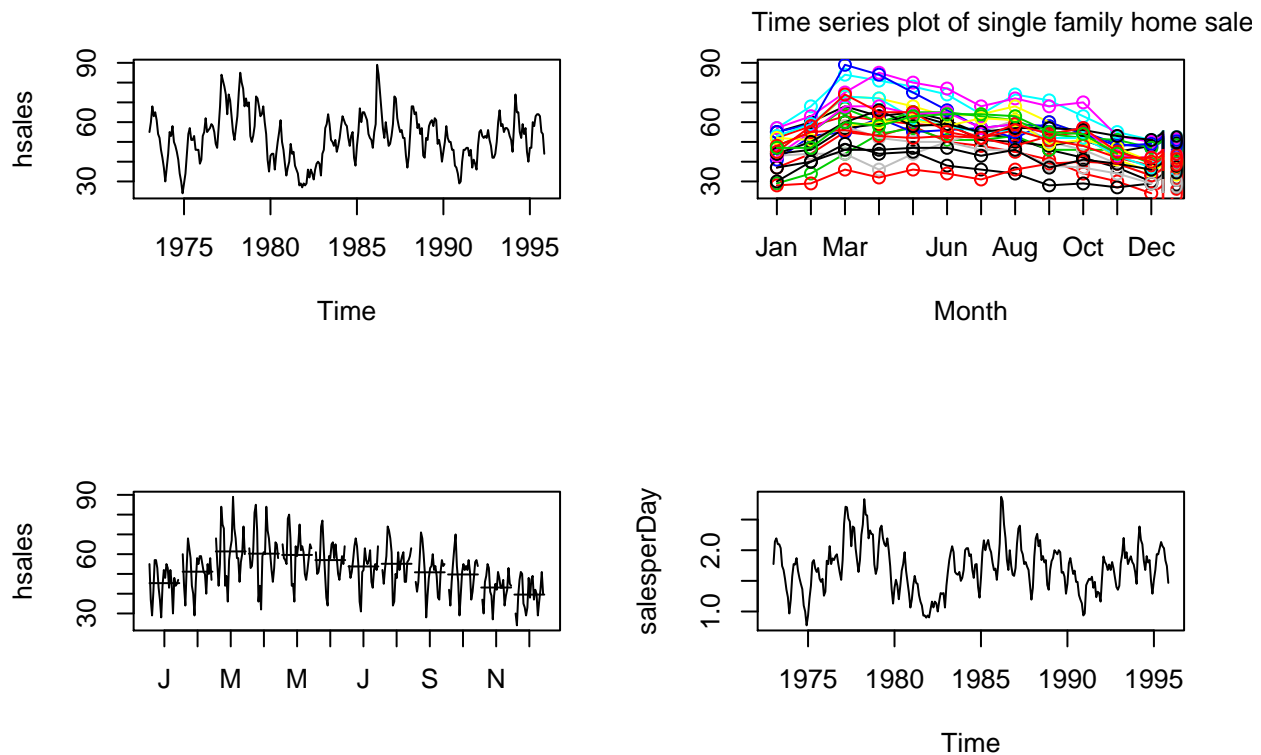 hsales
90
60
30
1975 1980 1985 1990 1995
Time
Time series plot of single family home sale
90
60
30
Jan Mar Jun Aug Oct Dec
Month
hsales
90
60
30
J M M J S N
salesperDay
2.0
1.0
1975 1980 1985 1990 1995
Time